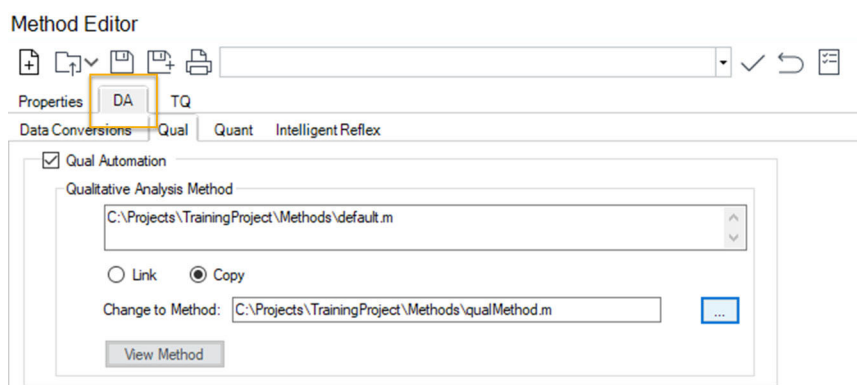 Method Editor
Properties DA TQ
Data Conversions Qual Quant Intelligent Reflex
Qual Automation
Qualitative Analysis Method
C:\Projects\TrainingProject\Methods\default.m
Link Copy
Change to Method: C:\Projects\TrainingProject\Methods\qualMethod.m ...
View Method